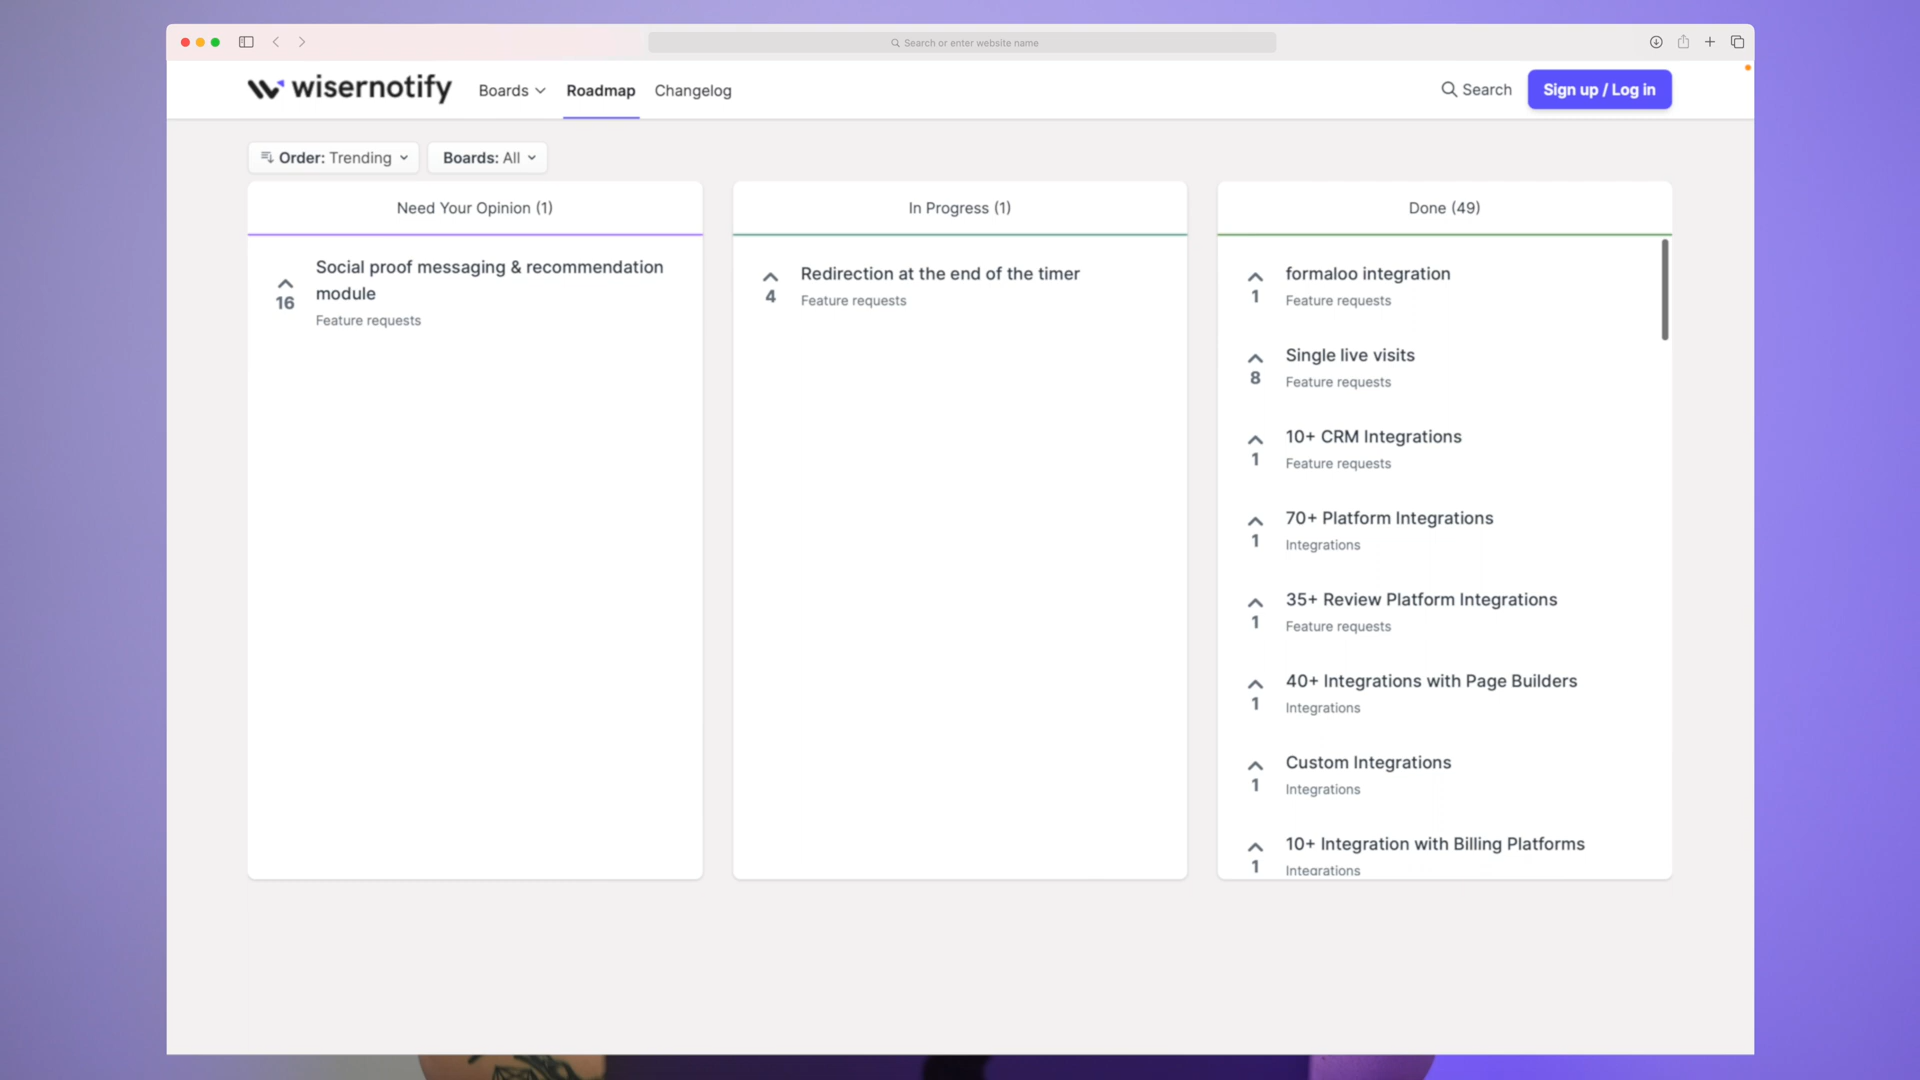 Search or enter website name
wisernotify
Boards
Roadmap
Changelog
Search
Sign up / Log in
Order: Trending
Boards: All
Need Your Opinion (1)
16
Social proof messaging & recommendation
module
Feature requests
In Progress (1)
4
Redirection at the end of the timer
Feature requests
Done (49)
1
formaloo integration
Feature requests
8
Single live visits
Feature requests
1
10+ CRM Integrations
Feature requests
1
70+ Platform Integrations
Integrations
1
35+ Review Platform Integrations
Feature requests
1
40+ Integrations with Page Builders
Integrations
1
Custom Integrations
Integrations
1
10+ Integration with Billing Platforms
Integrations